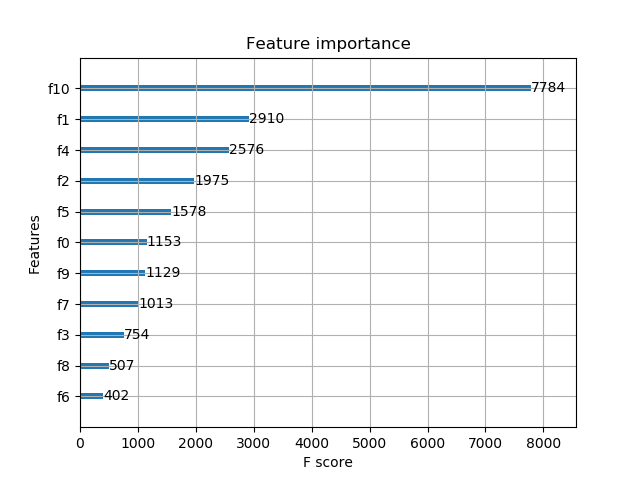 Feature importance
f10 7784
f1 2910
f4 2576
f2 1975
f5 1578
f0 1153
f9 1129
f7 1013
f3 754
f8 507
f6 402
Features
0 1000 2000 3000 4000 5000 6000 7000 8000
F score